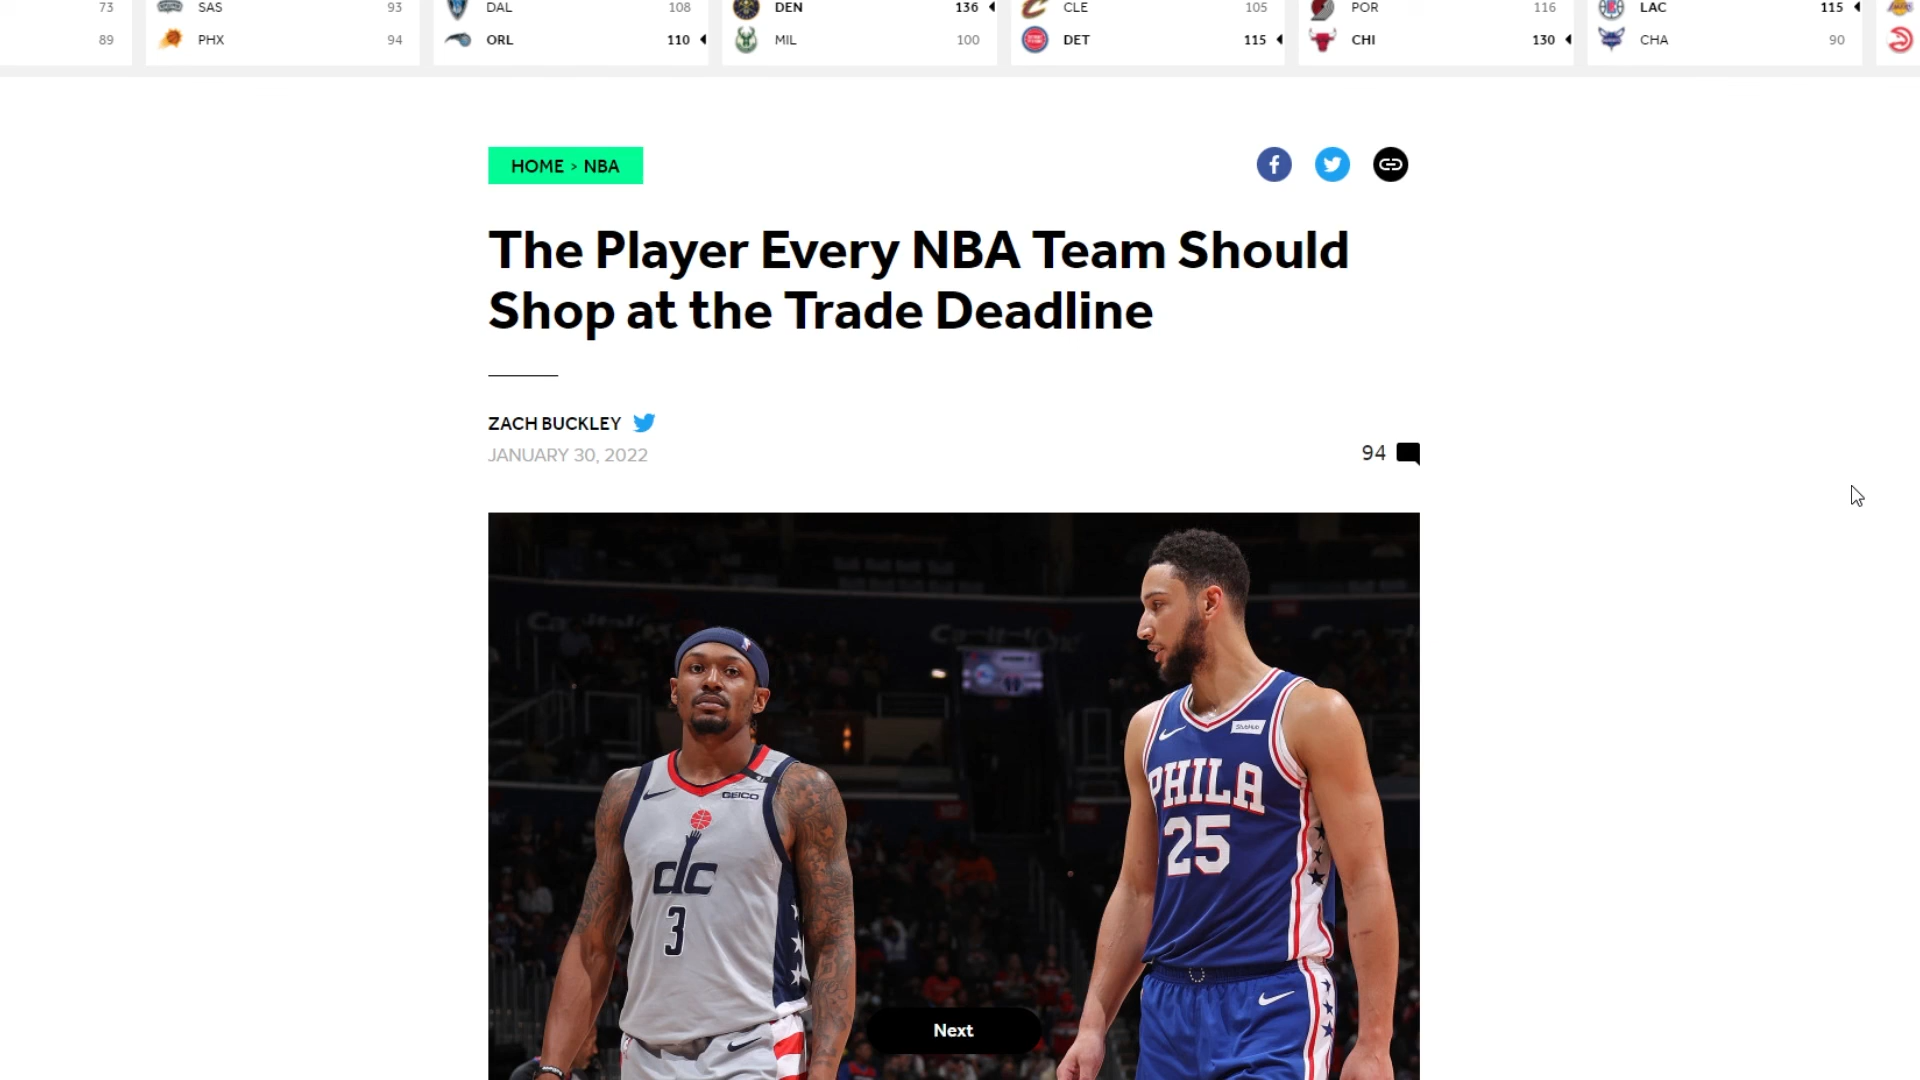 73
SAS 93
DAL 108
DEN 136
CLE 105
POR 116
LAC 115
89
PHX 94
ORL 110
MIL 100
DET 115
CHI 130
CHA 90
HOME > NBA
The Player Every NBA Team Should
Shop at the Trade Deadline
ZACH BUCKLEY
JANUARY 30, 2022
94
StubHub
PHILA
25
GEICO
dc
3
Next